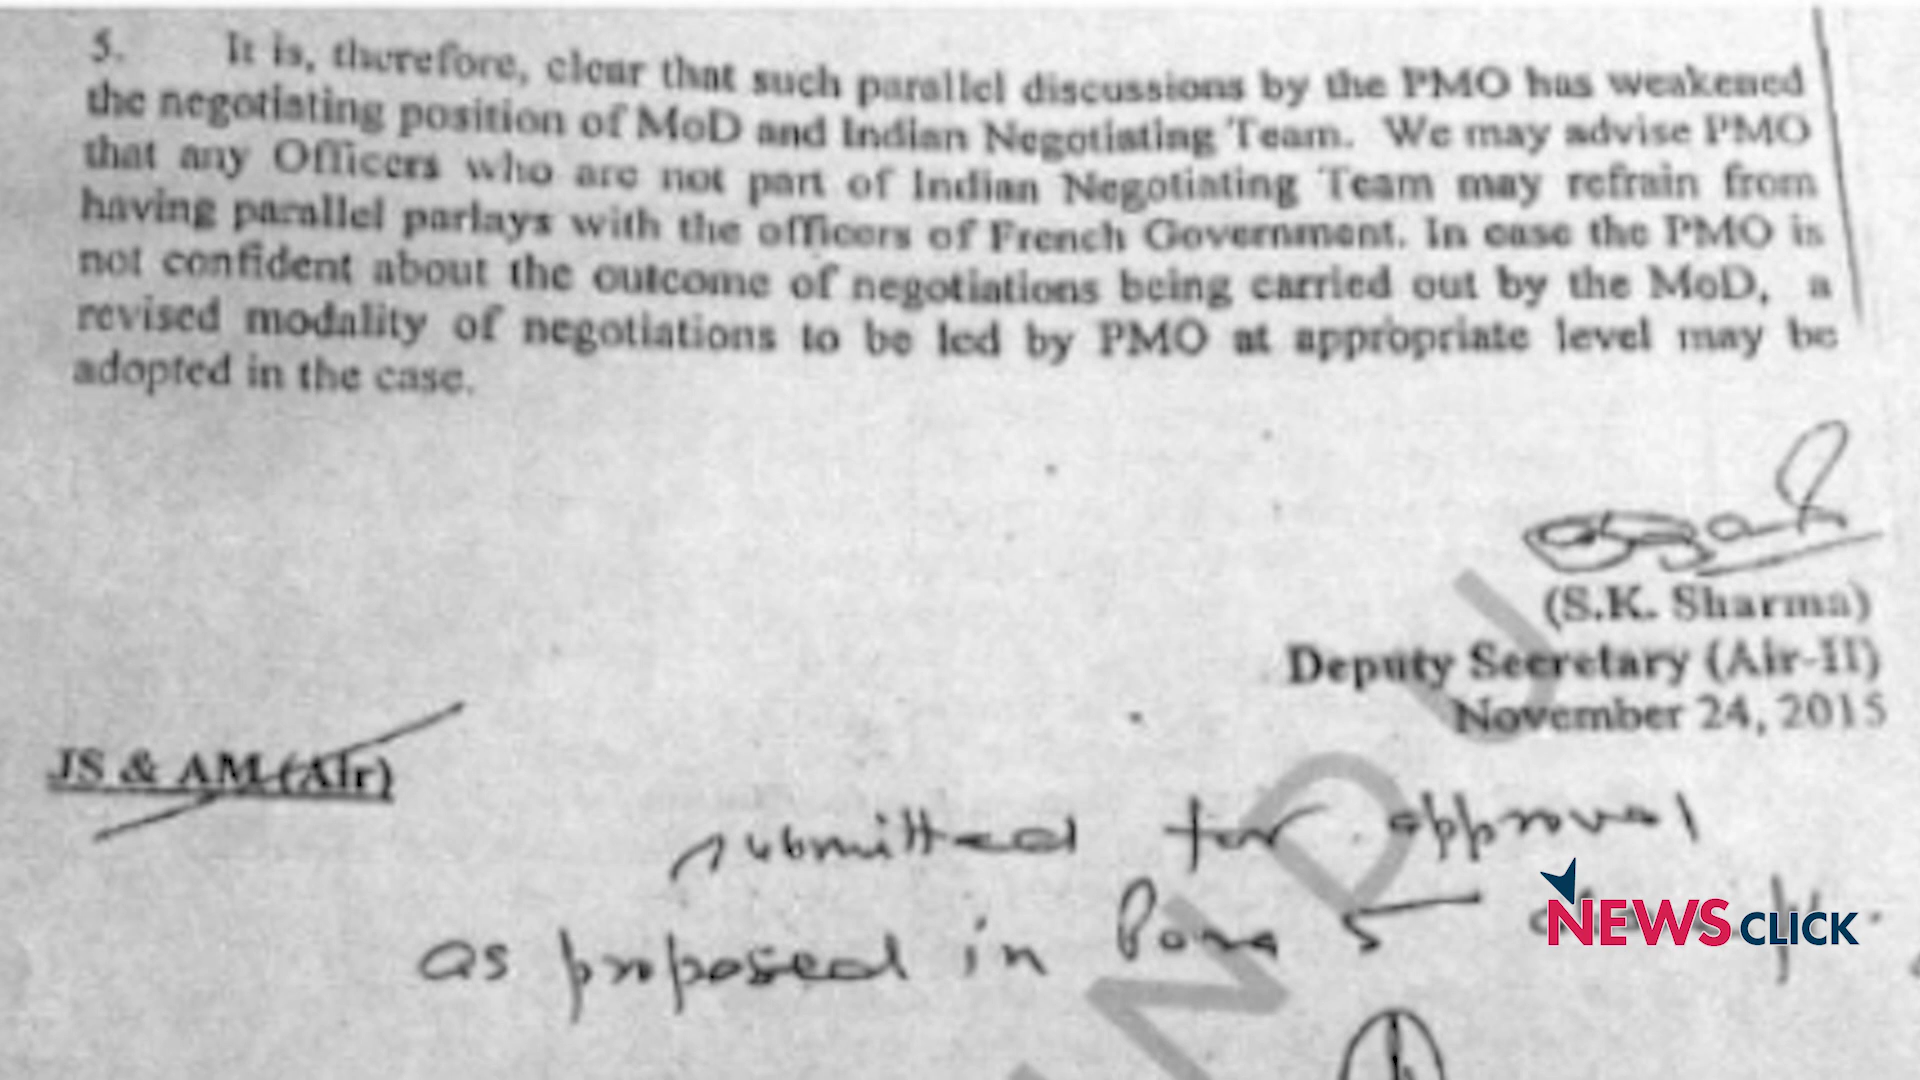 5. It is, therefore, clear that such parallel discussions by the PMO has weakened
the negotiating position of MoD and Indian Negotiating Team. We may advise PMO
that any Officers who are not part of Indian Negotiating Team may refrain from
having parallel parlays with the officers of French Government. In case the PMO is
not confident about the outcome of negotiations being carried out by the MoD, a
revised modality of negotiations to be led by PMO at appropriate level may be
adopted in the case.
(S.K. Sharma)
Deputy Secretary (Air-II)
November 24, 2015
JS & AM (Air)
submitted for approval
as proposed in Para 5
NEWSCLICK
NDU